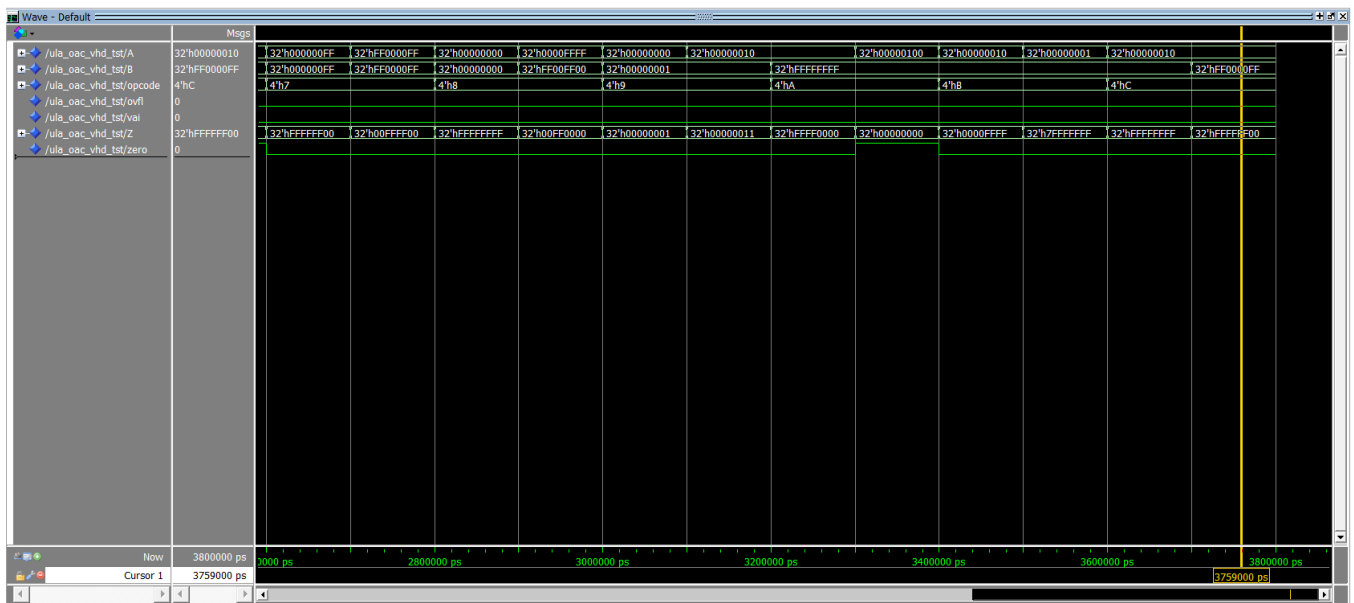 Wave - Default
Msgs
/ula_oac_vhd_tst/A 32'h00000010 32'h000000FF 32'hFF0000FF 32'h00000000 32'h0000FFFF 32'h00000000 32'h00000010 32'h00000100 32'h00000010 32'h00000001 32'h00000010
/ula_oac_vhd_tst/B 32'hFF0000FF 32'h000000FF 32'hFF0000FF 32'h00000000 32'hFF00FF00 32'h00000001 32'hFFFFFFFF 32'hFF0000FF
/ula_oac_vhd_tst/opcode 4'hC 4'h7 4'h8 4'h9 4'hA 4'hB 4'hC
/ula_oac_vhd_tst/ovfl 0
/ula_oac_vhd_tst/vai 0
/ula_oac_vhd_tst/Z 32'hFFFFFF00 32'hFFFFFF00 32'h00FFFF00 32'hFFFFFFFF 32'h00FF0000 32'h00000001 32'h00000011 32'hFFFF0000 32'h00000000 32'h0000FFFF 32'h7FFFFFFF 32'hFFFFFFFF 32'hFFFFFF00
/ula_oac_vhd_tst/zero 0
Now 3800000 ps 0000 ps 2800000 ps 3000000 ps 3200000 ps 3400000 ps 3600000 ps 3800000 ps
Cursor 1 3759000 ps 3759000 ps